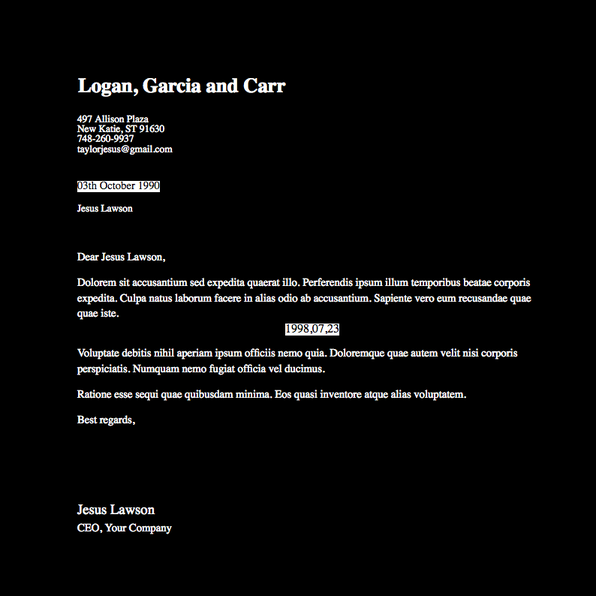 Logan, Garcia and Carr
497 Allison Plaza
New Katie, ST 91630
748-260-9937
taylorjesus@gmail.com
03th October 1990
Jesus Lawson
Dear Jesus Lawson,
Dolorem sit accusantium sed expedita quaerat illo. Perferendis ipsum illum temporibus beatae corporis
expedita. Culpa natus laborum facere in alias odio ab accusantium. Sapiente vero eum recusandae quae
quae iste.
1998,07,23
Voluptate debitis nihil aperiam ipsum officiis nemo quia. Doloremque quae autem velit nisi corporis
perspiciatis. Numquam nemo fugiat officia vel ducimus.
Ratione esse sequi quae quibusdam minima. Eos quasi inventore atque alias voluptatem.
Best regards,
Jesus Lawson
CEO, Your Company